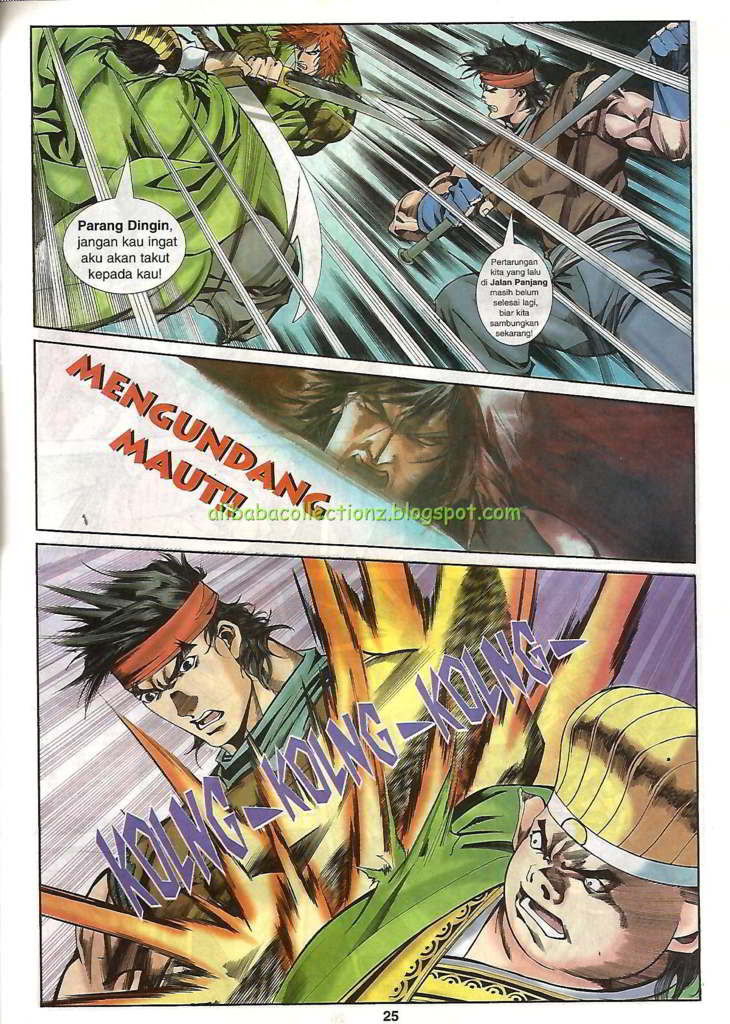 Parang Dingin,
jangan kau ingat
aku akan takut
kepada kau!
Pertarungan
kita yang lalu
di Jalan Panjang
masih belum
selesai lagi,
biar kita
sambungkan
sekarang!
MENGUNDANG
MAUT!!
alibabacollectionz.blogspot.com
KOLNG-KOLNG-KOLNG-
25